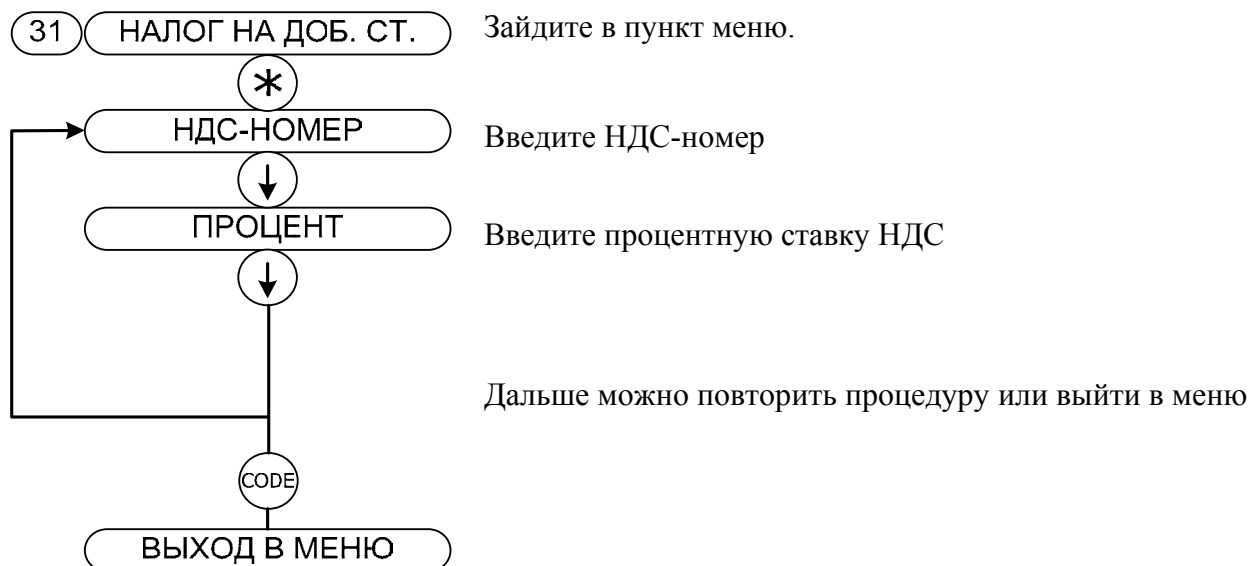 31 НАЛОГ НА ДОБ. СТ. Зайдите в пункт меню.
*
НДС-НОМЕР Введите НДС-номер
↓
ПРОЦЕНТ Введите процентную ставку НДС
↓
Дальше можно повторить процедуру или выйти в меню
CODE
ВЫХОД В МЕНЮ